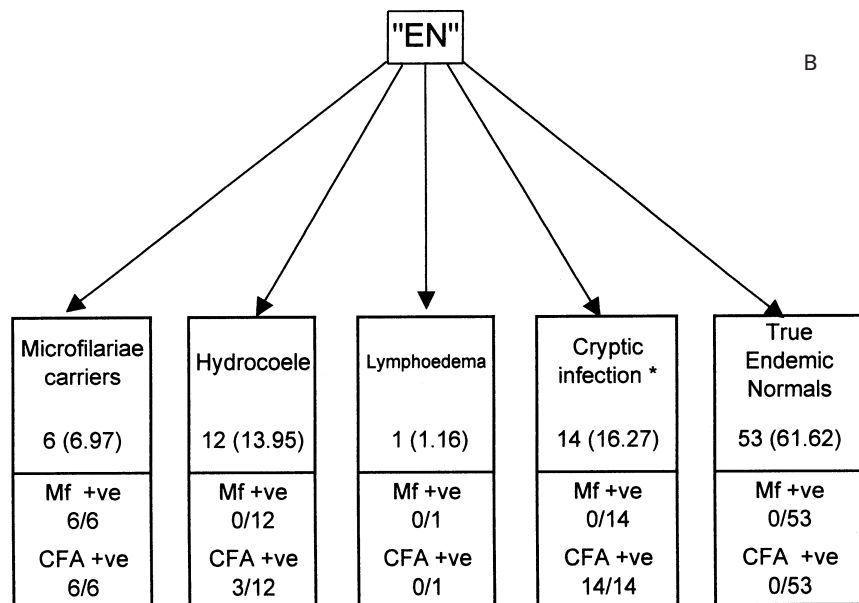 "EN"
B
Microfilariae
carriers
6 (6.97)
Mf +ve
6/6
CFA +ve
6/6
Hydrocoele
12 (13.95)
Mf +ve
0/12
CFA +ve
3/12
Lymphoedema
1 (1.16)
Mf +ve
0/1
CFA +ve
0/1
Cryptic
infection *
14 (16.27)
Mf +ve
0/14
CFA +ve
14/14
True
Endemic
Normals
53 (61.62)
Mf +ve
0/53
CFA +ve
0/53